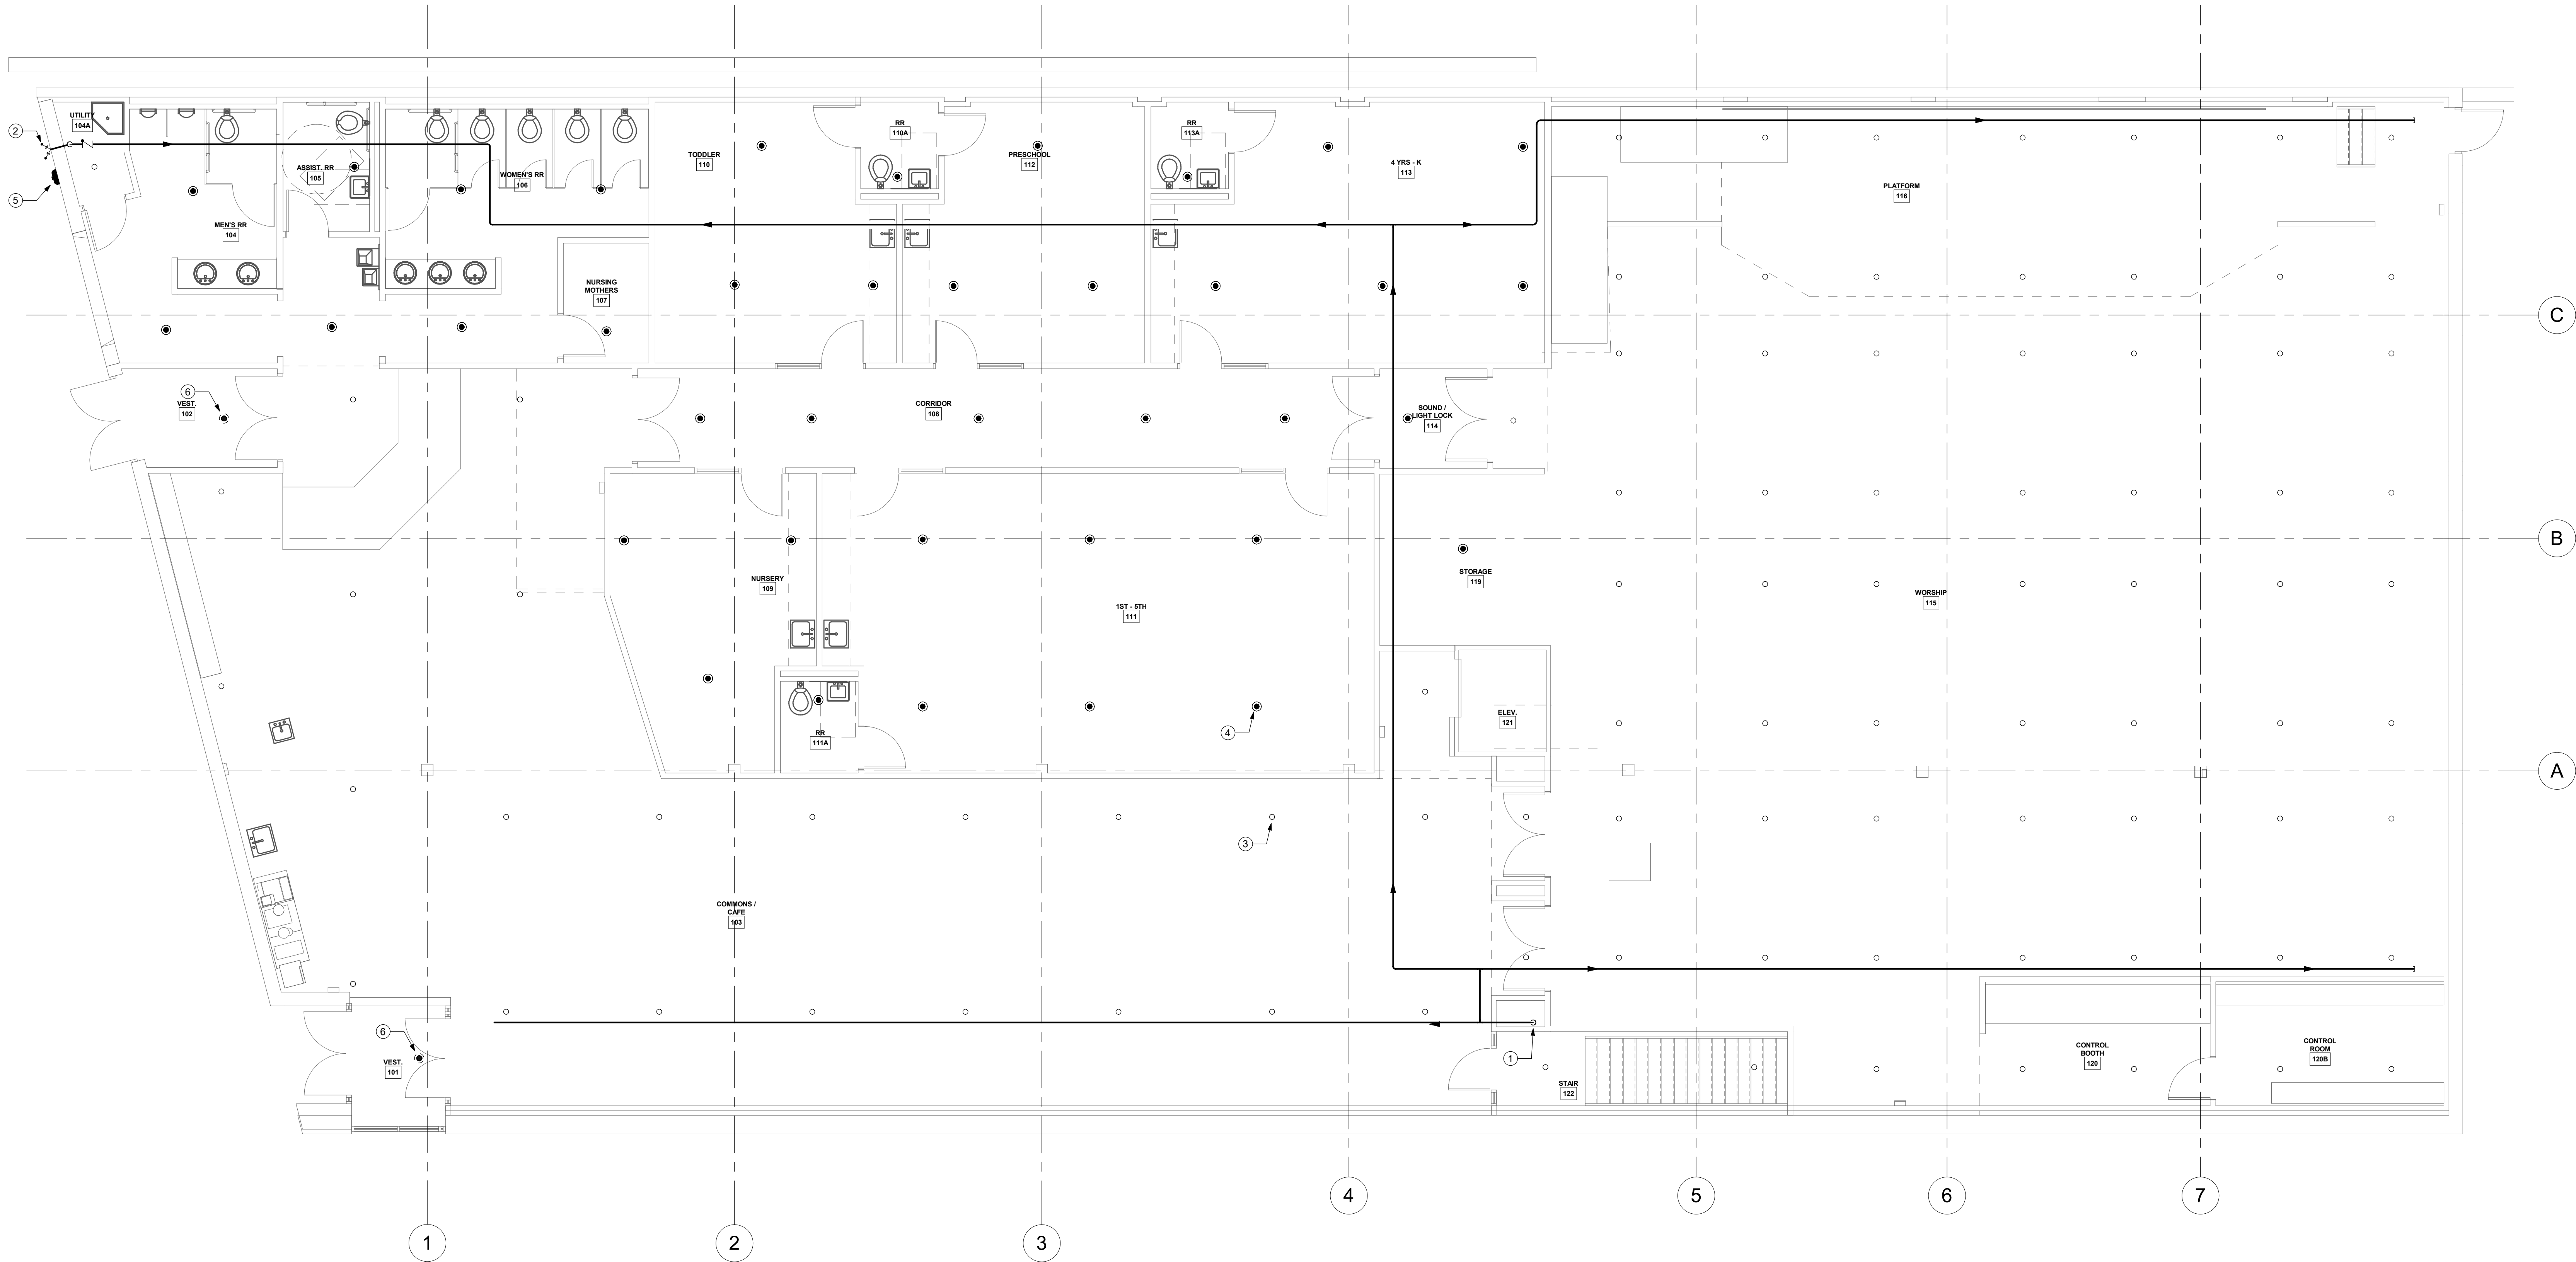 UTILITY
104A
2
5
ASSIST. RR
105
WOMEN'S RR
106
MEN'S RR
104
TODDLER
110
RR
110A
PRESCHOOL
112
RR
113A
4 YRS - K
113
PLATFORM
116
NURSING
MOTHERS
107
C
6
VEST.
102
CORRIDOR
108
SOUND /
LIGHT LOCK
114
B
NURSERY
109
1ST - 5TH
111
STORAGE
119
WORSHIP
115
ELEV.
121
4
RR
111A
A
3
COMMONS /
CAFE
103
6
VEST.
101
1
STAIR
122
CONTROL
BOOTH
120
CONTROL
ROOM
120B
4
5
6
7
1
2
3